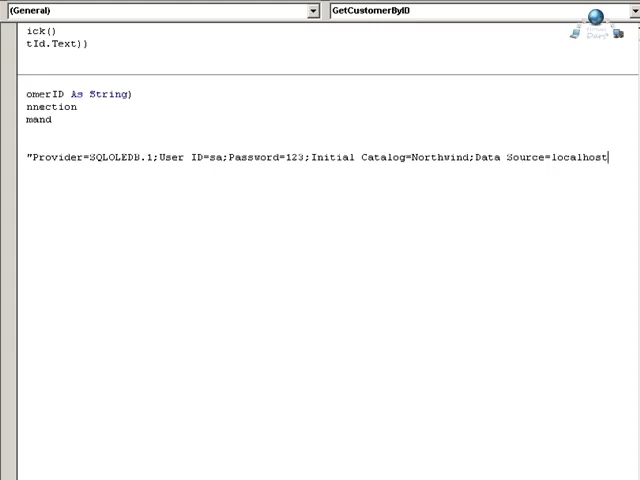 (General) GetCustomerByID
ick()
tId.Text))
omerID As String)
nnection
mand
"Provider=SQLOLEDB.1;User ID=sa;Password=123;Initial Catalog=Northwind;Data Source=localhost